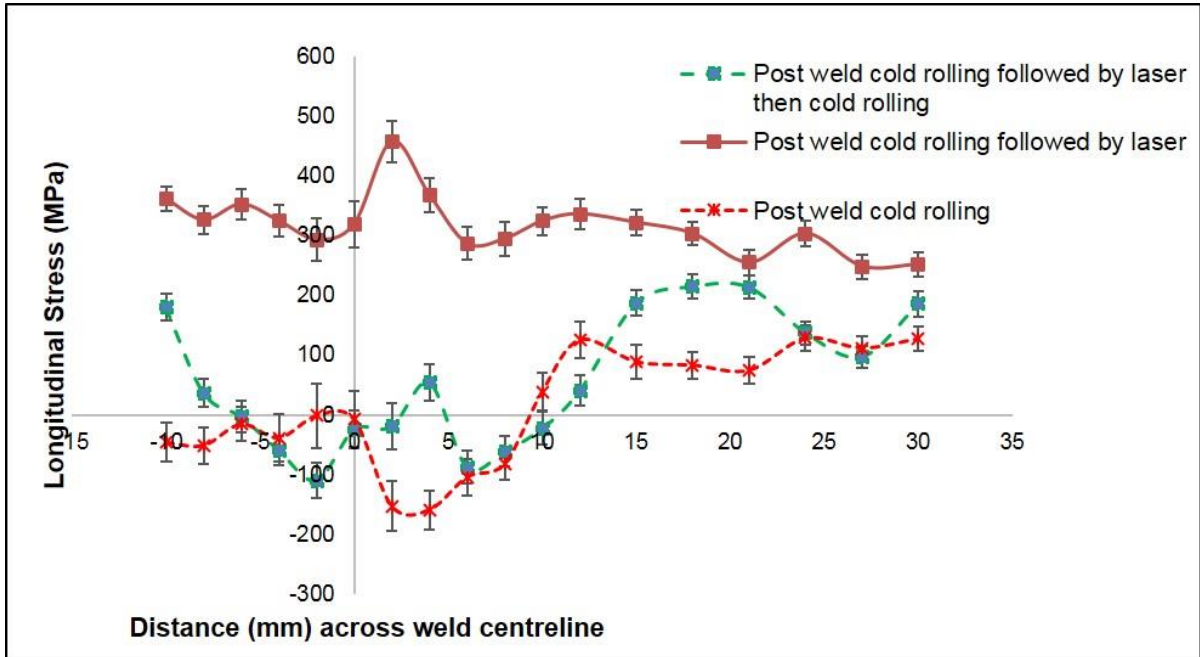 600
500
400
300
200
100
0
-100
-200
-300
15 -10 -5 0 5 10 15 20 25 30 35
Longitudinal Stress (MPa)
Distance (mm) across weld centreline
Post weld cold rolling followed by laser
then cold rolling
Post weld cold rolling followed by laser
Post weld cold rolling